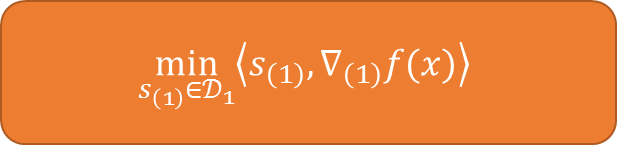 min
s₍₁₎∈𝒟₁ ⟨s₍₁₎, ∇₍₁₎f(x)⟩